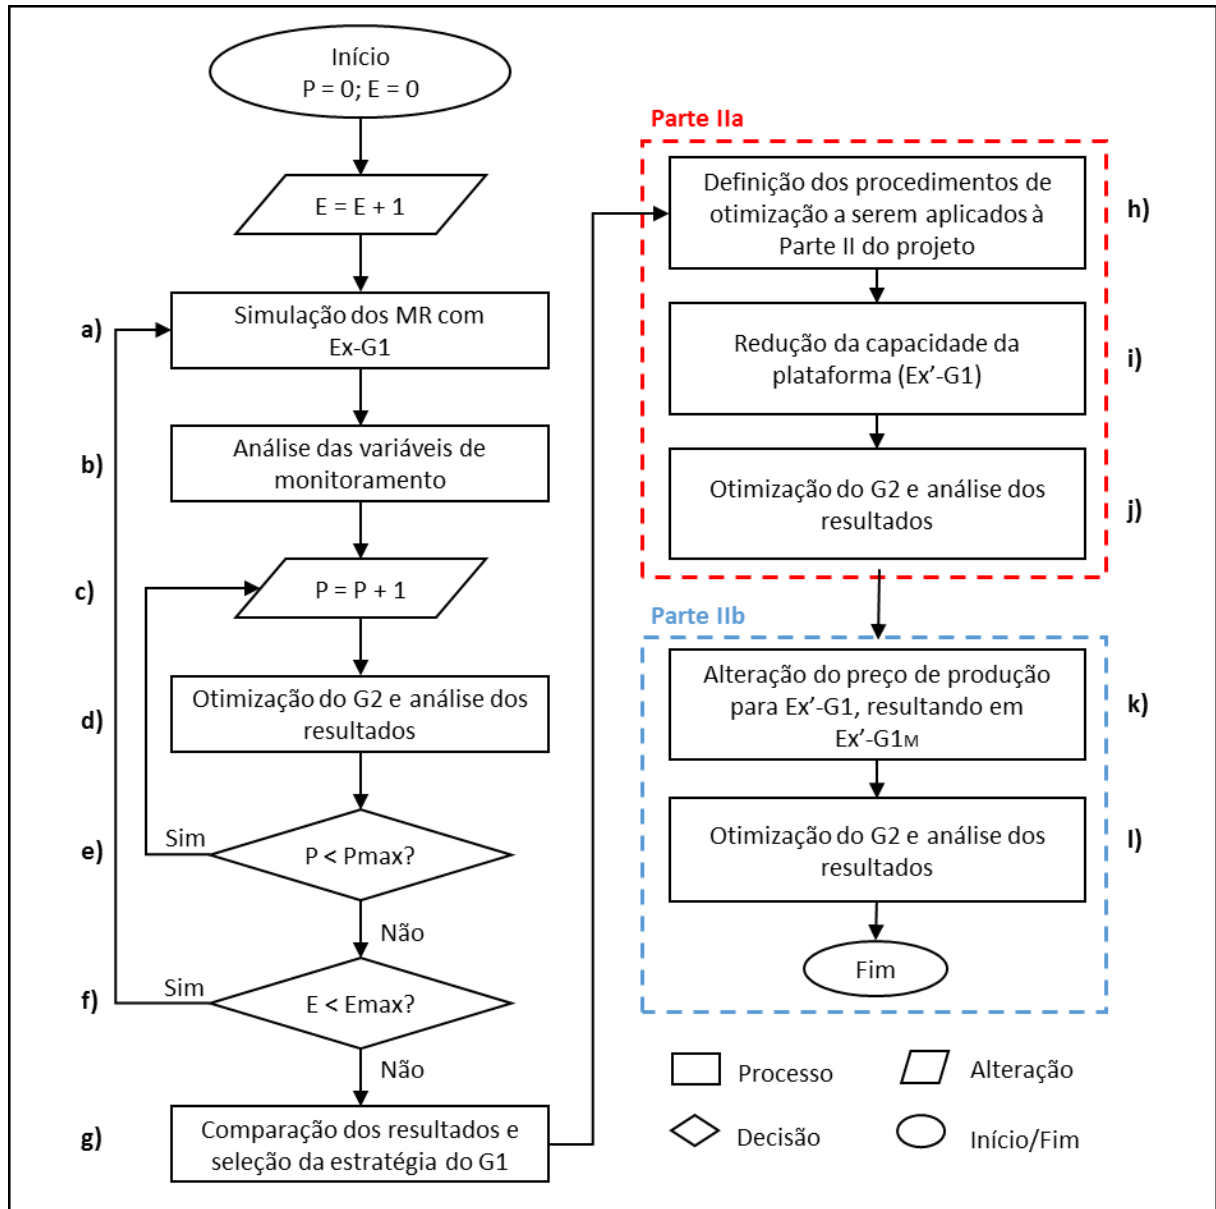 Início
P = 0; E = 0
E = E + 1
a)
Simulação dos MR com
Ex-G1
b)
Análise das variáveis de
monitoramento
c)
P = P + 1
d)
Otimização do G2 e análise dos
resultados
e)
Sim
P < Pmax?
Não
f)
Sim
E < Emax?
Não
g)
Comparação dos resultados e
seleção da estratégia do G1
Parte IIa
Definição dos procedimentos de
otimização a serem aplicados à
Parte II do projeto
h)
Redução da capacidade da
plataforma (Ex’-G1)
i)
Otimização do G2 e análise dos
resultados
j)
Parte IIb
Alteração do preço de produção
para Ex’-G1, resultando em
Ex’-G1M
k)
Otimização do G2 e análise dos
resultados
l)
Fim
Processo
Alteração
Decisão
Início/Fim